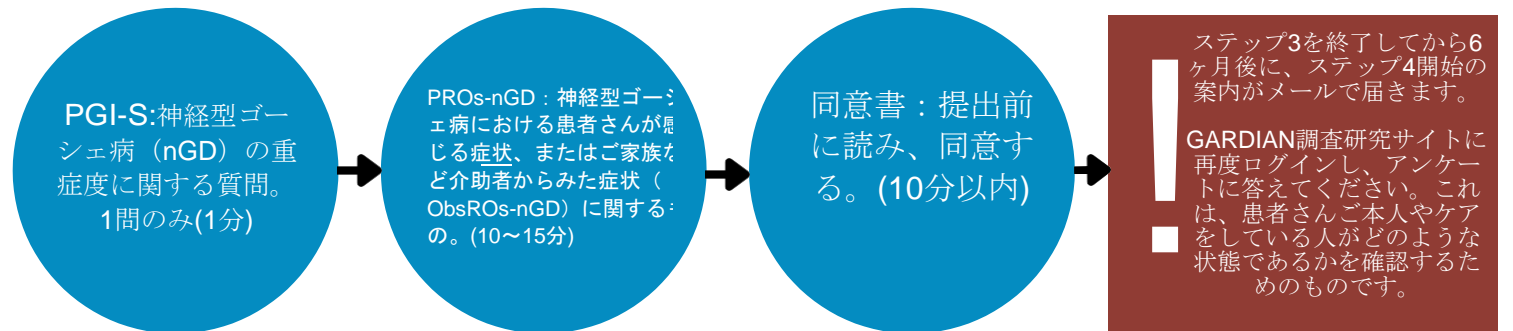 PGI-S:神経型ゴー
シェ病（nGD）の重
症度に関する質問。
1問のみ(1分)
PROs-nGD：神経型ゴーシ
ェ病における患者さんが感
じる症状、またはご家族な
ど介助者からみた症状（
ObsROs-nGD）に関するも
の。(10〜15分)
同意書：提出前
に読み、同意す
る。(10分以内)
!
ステップ3を終了してから6
ヶ月後に、ステップ4開始の
案内がメールで届きます。
GARDIAN調査研究サイトに
再度ログインし、アンケー
トに答えてください。これ
は、患者さんご本人やケア
をしている人がどのような
状態であるかを確認するた
めのものです。